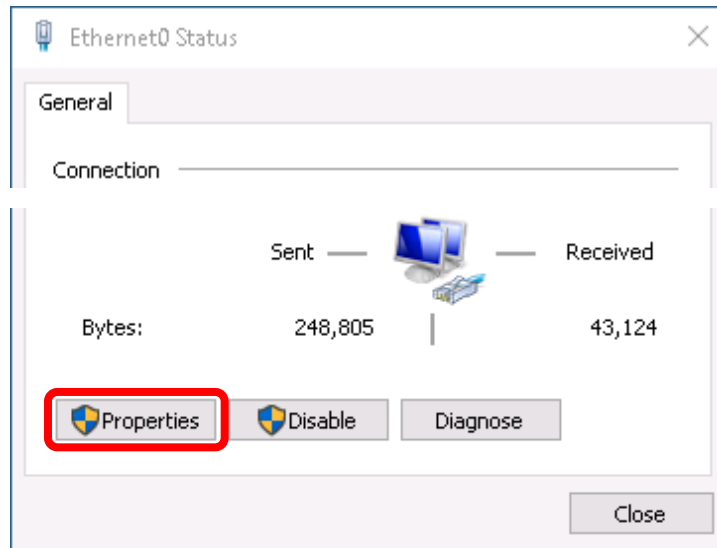 Ethernet0 Status
General
Connection
Sent
Received
Bytes: 248,805 43,124
Properties Disable Diagnose
Close